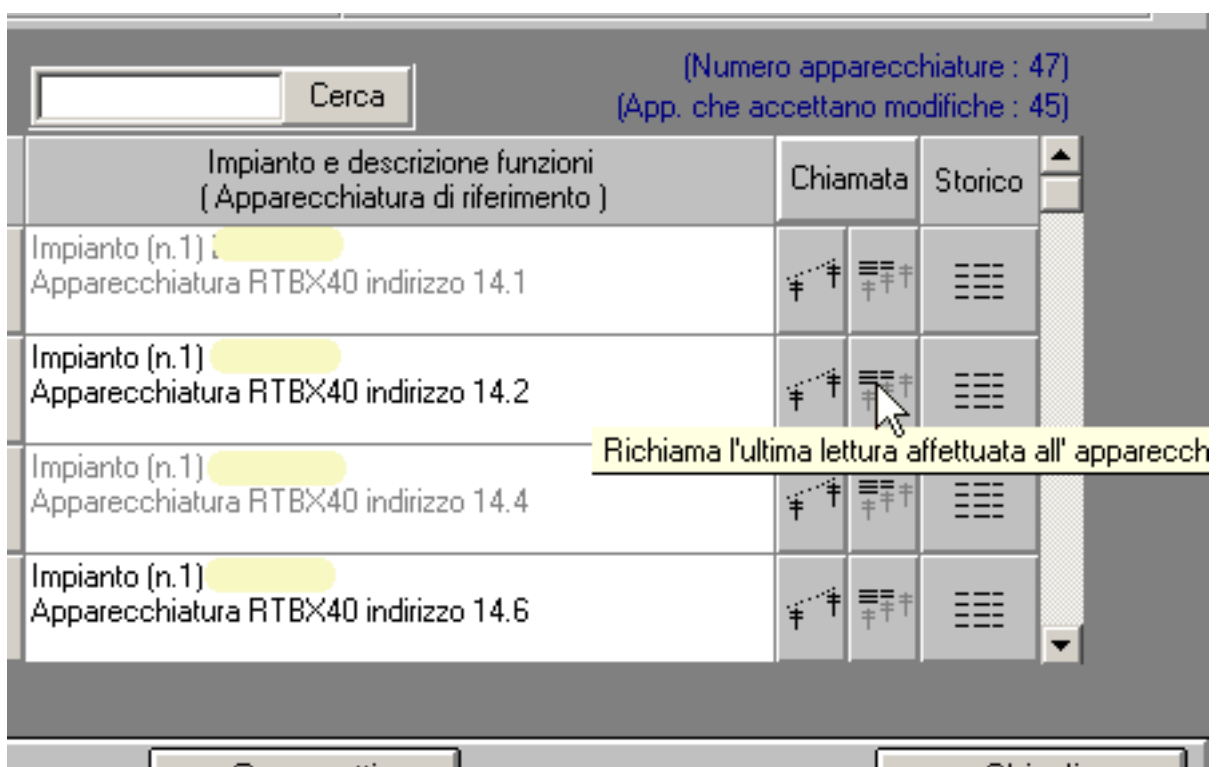 (Numero apparecchiature : 47)
Cerca
(App. che accettano modifiche : 45)
Impianto e descrizione funzioni
( Apparecchiatura di riferimento )
Chiamata
Storico
Impianto (n.1)
Apparecchiatura RTBX40 indirizzo 14.1
Impianto (n.1)
Apparecchiatura RTBX40 indirizzo 14.2
Richiama l'ultima lettura affettuata all' apparecch
Impianto (n.1)
Apparecchiatura RTBX40 indirizzo 14.4
Impianto (n.1)
Apparecchiatura RTBX40 indirizzo 14.6